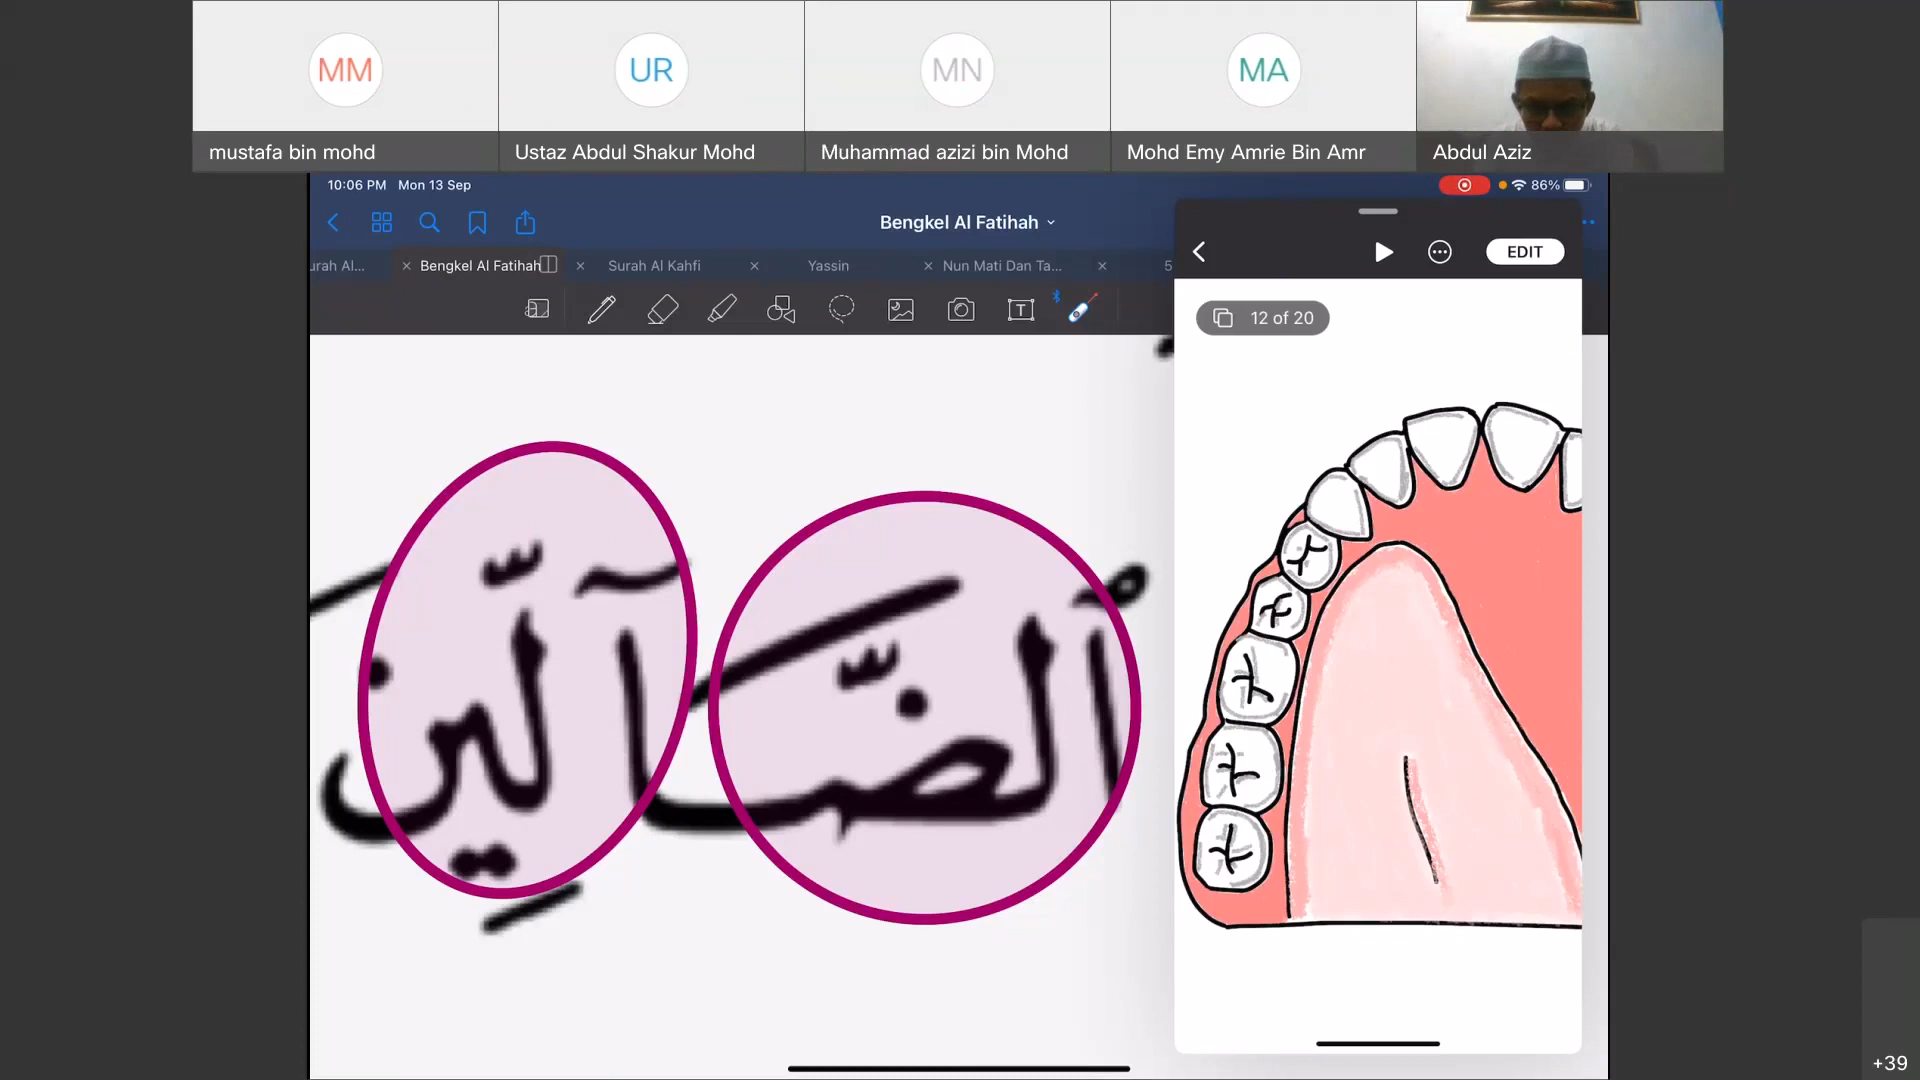 MM
UR
MN
MA
mustafa bin mohd
Ustaz Abdul Shakur Mohd
Muhammad azizi bin Mohd
Mohd Emy Amrie Bin Amr
Abdul Aziz
10:06 PM Mon 13 Sep
86%
Bengkel Al Fatihah
urah Al...
Bengkel Al Fatihah
Surah Al Kahfi
Yassin
Nun Mati Dan Ta...
5
T
EDIT
12 of 20
ٱلضَّآلِّين
+39